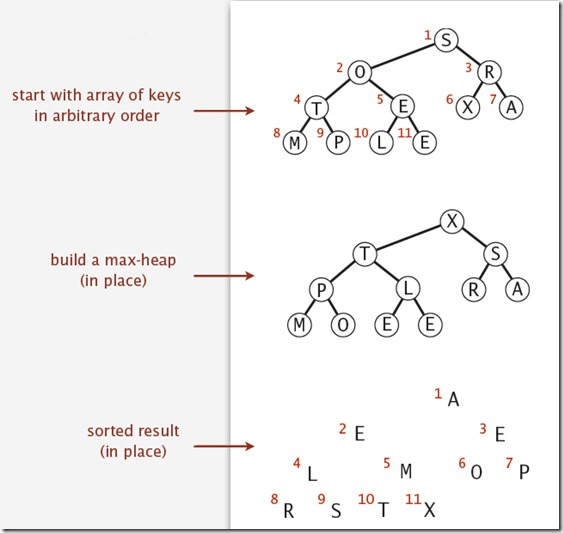 1 S
2 O 3 R
start with array of keys
in arbitrary order
4 T 5 E 6 X 7 A
8 M 9 P 10 L 11 E
X
T S
build a max-heap
(in place)
P L R A
M O E E
1 A
sorted result
(in place)
2 E 3 E
4 L 5 M 6 O 7 P
8 R 9 S 10 T 11 X